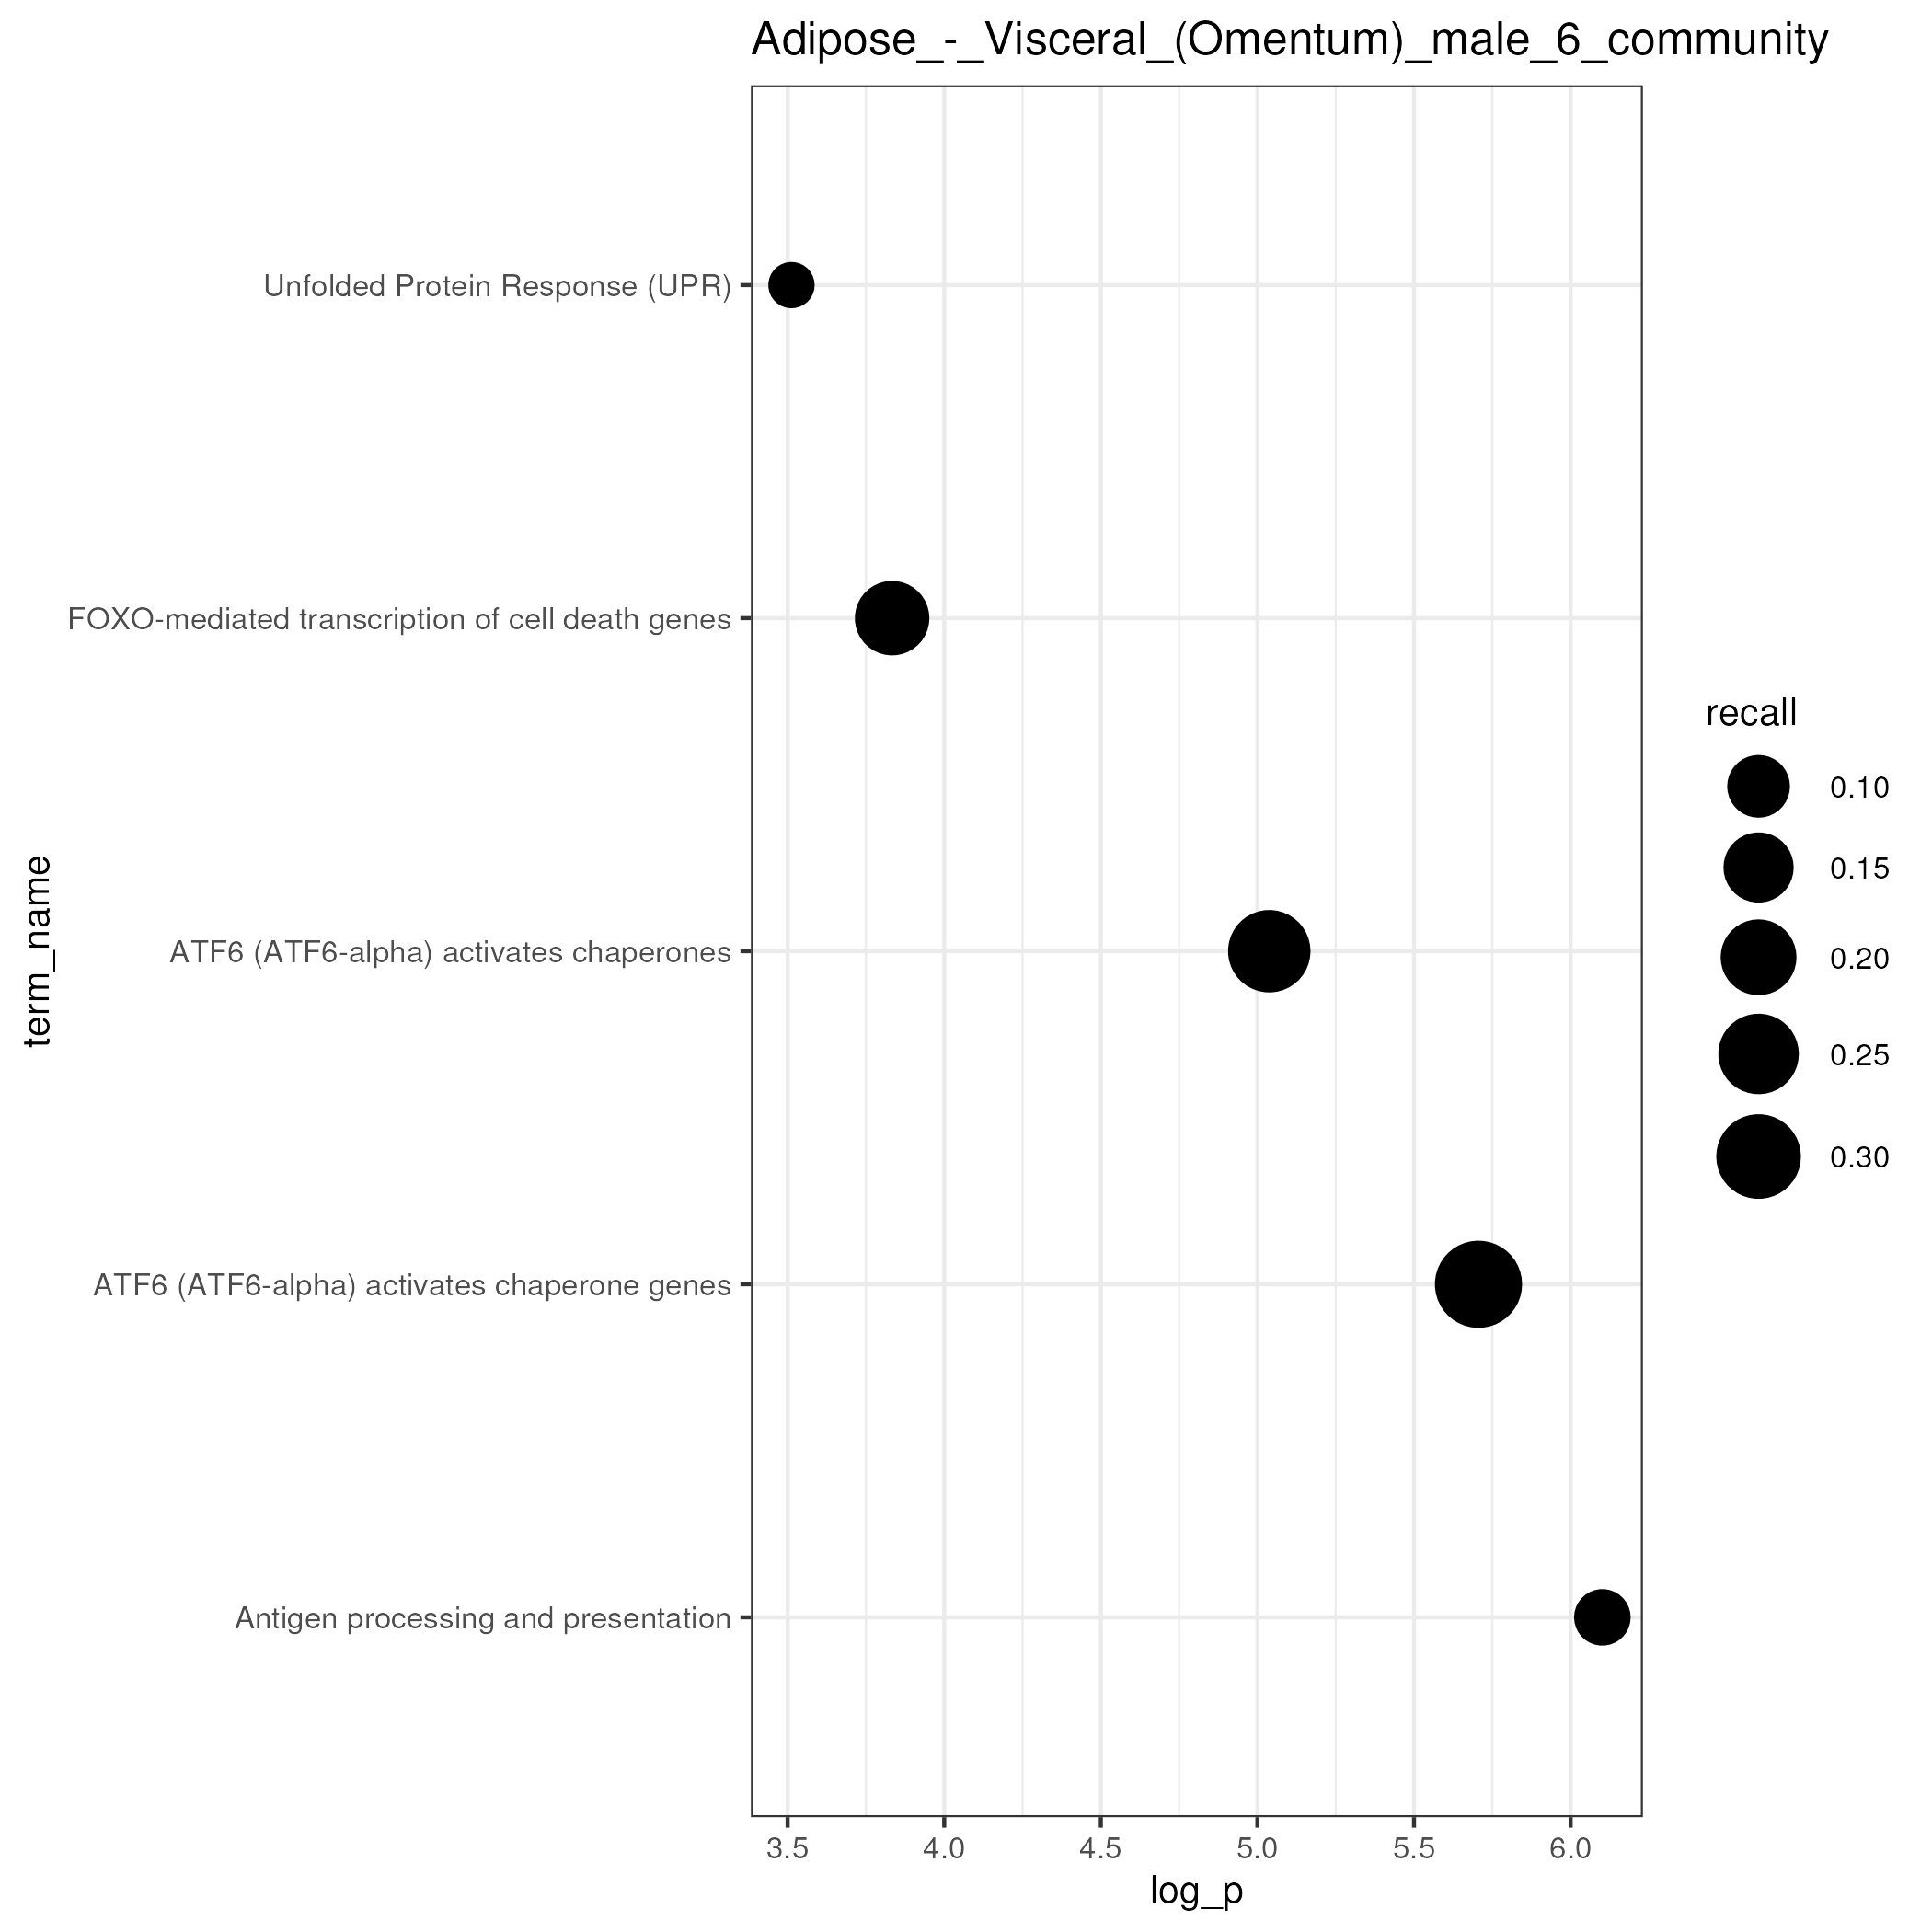 Adipose_-_Visceral_(Omentum)_male_6_community
term_name
Unfolded Protein Response (UPR)
FOXO-mediated transcription of cell death genes
ATF6 (ATF6-alpha) activates chaperones
ATF6 (ATF6-alpha) activates chaperone genes
Antigen processing and presentation
3.5 4.0 4.5 5.0 5.5 6.0
log_p
recall
0.10
0.15
0.20
0.25
0.30